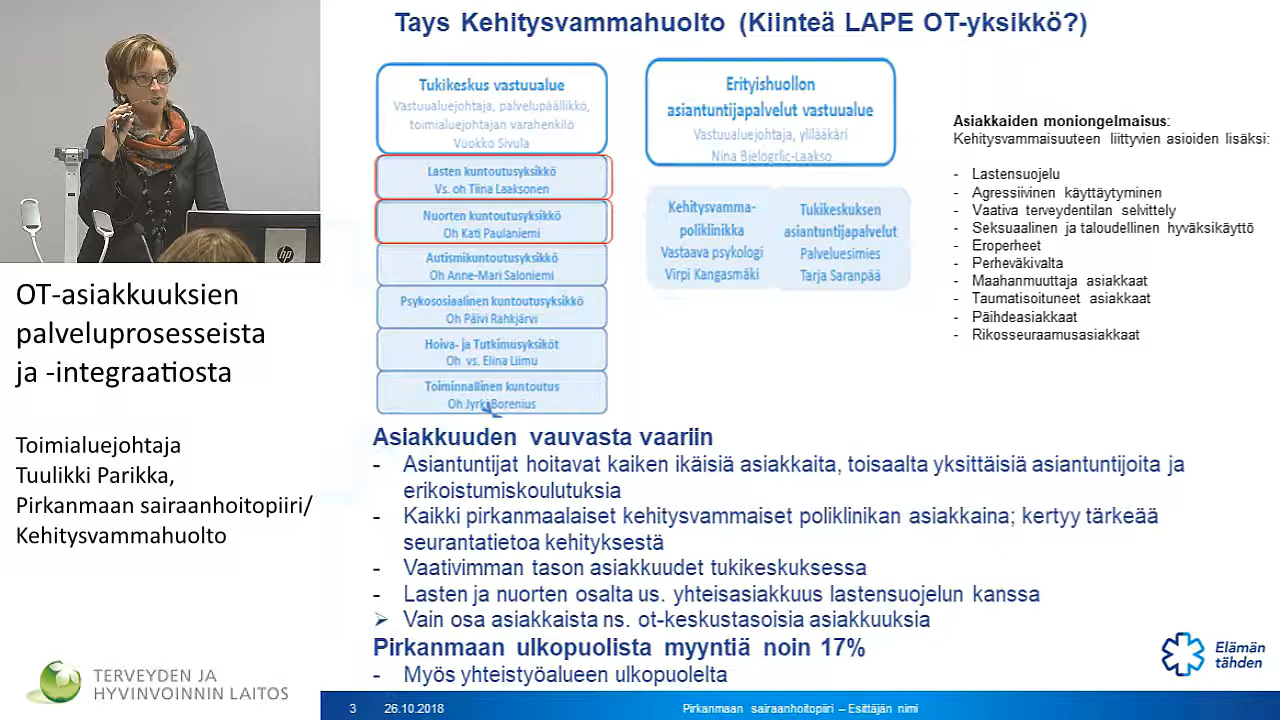 Tays Kehitysvammahuolto (Kiinteä LAPE OT-yksikkö?)
Tukikeskus vastuualue
Vastuualuejohtaja, palvelupäällikkö,
toimialuejohtajan varahenkilö
Vuokko Sivula
Lasten kuntoutusyksikkö
Vs. oh Tiina Laaksonen
Nuorten kuntoutusyksikkö
Oh Kati Paulaniemi
Autismikuntoutusyksikkö
Oh Anne-Mari Saloniemi
Psykososiaalinen kuntoutusyksikkö
Oh Päivi Rahkjärvi
Hoiva- ja Tutkimusyksiköt
Oh vs. Elina Liimu
Toiminnallinen kuntoutus
Oh Jyrki Borenius
Erityishuollon
asiantuntijapalvelut vastuualue
Vastuualuejohtaja, ylilääkäri
Nina Bjelogrlic-Laakso
Kehitysvamma-
poliklinikka
Vastaava psykologi
Virpi Kangasmäki
Tukikeskuksen
asiantuntijapalvelut
Palveluesimies
Tarja Saranpää
Asiakkaiden moniongelmaisus:
Kehitysvammaisuuteen liittyvien asioiden lisäksi:
- Lastensuojelu
- Agressiivinen käyttäytyminen
- Vaativa terveydentilan selvittely
- Seksuaalinen ja taloudellinen hyväksikäyttö
- Eroperheet
- Perheväkivalta
- Maahanmuuttaja asiakkaat
- Taumatisoituneet asiakkaat
- Päihdeasiakkaat
- Rikosseuraamusasiakkaat
Asiakkuuden vauvasta vaariin
- Asiantuntijat hoitavat kaiken ikäisiä asiakkaita, toisaalta yksittäisiä asiantuntijoita ja
erikoistumiskoulutuksia
- Kaikki pirkanmaalaiset kehitysvammaiset poliklinikan asiakkaina; kertyy tärkeää
seurantatietoa kehityksestä
- Vaativimman tason asiakkuudet tukikeskuksessa
- Lasten ja nuorten osalta us. yhteisasiakkuus lastensuojelun kanssa
➢ Vain osa asiakkaista ns. ot-keskustasoisia asiakkuuksia
Pirkanmaan ulkopuolista myyntiä noin 17%
- Myös yhteistyöalueen ulkopuolelta
Elämän
tähden
3 26.10.2018 Pirkanmaan sairaanhoitopiiri – Esittäjän nimi
hp
OT-asiakkuuksien
palveluprosesseista
ja -integraatiosta
Toimialuejohtaja
Tuulikki Parikka,
Pirkanmaan sairaanhoitopiiri/
Kehitysvammahuolto
TERVEYDEN JA
HYVINVOINNIN LAITOS